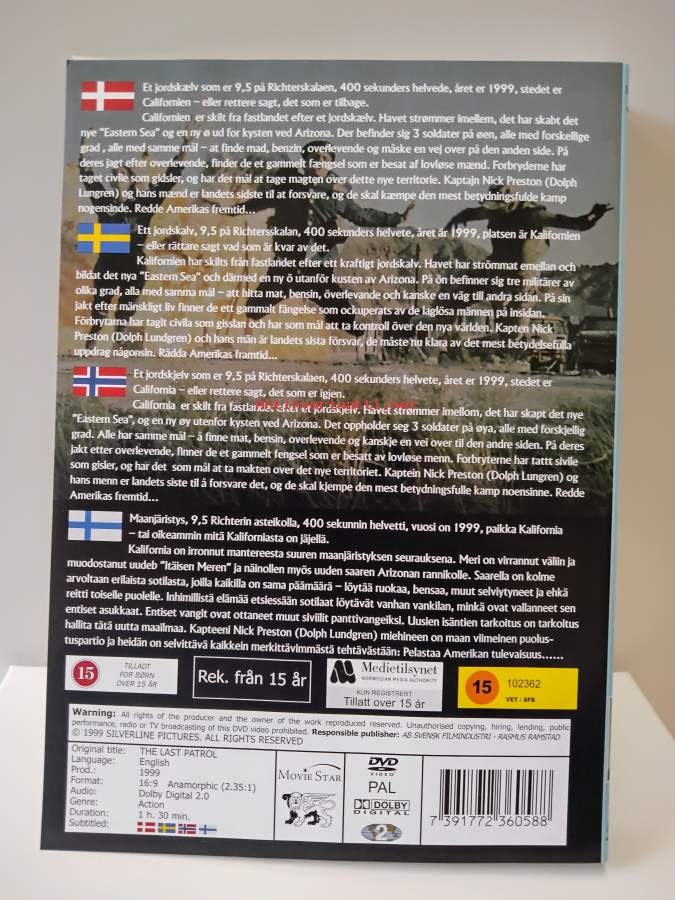 Et jordskælv som er 9,5 på Richterskalaen, 400 sekunders helvede, året er 1999, stedet er
Californien – eller rettere sagt, det som er tilbage.
Californien er skilt fra fastlandet efter et jordskælv. Havet strømmer imellem, det har skabt det
nye "Eastern Sea" og en ny ø ud for kysten ved Arizona. Der befinder sig 3 soldater på øen, alle med forskellige
grad , alle med samme mål – at finde mad, benzin, overlevende og måske en vej over på den anden side. På
deres jagt efter overlevende, finder de et gammelt fængsel som er besat af lovløse mænd. Forbryderne har
taget civile som gidsler, og har det mål at tage magten over dette nye territorie. Kaptajn Nick Preston (Dolph
Lungren) og hans mænd er landets sidste til at forsvare, og de skal kæmpe den mest betydningsfulde kamp
nogensinde. Redde Amerikas fremtid...
Ett jordskalv, 9,5 på Richtersskalan, 400 sekunders helvete, året är 1999, platsen är Kalifornien
– eller rättare sagt vad som är kvar av det.
Kalifornien har skilts från fastlandet efter ett kraftigt jordskalv. Havet har strömmat emellan och
bildat det nya "Eastern Sea" och därmed en ny ö utanför kusten av Arizona. På ön befinner sig tre militärer av
olika grad, alla med samma mål – att hitta mat, bensin, överlevande och kanske en väg till andra sidan. På sin
jakt efter mänskligt liv finner de ett gammalt fängelse som ockuperats av de laglösa männen på insidan.
Förbrytarna har tagit civila som gisslan och har som mål att ta kontroll över den nya världen. Kapten Nick
Preston (Dolph Lundgren) och hans män är landets sista försvar, de måste nu klara av det mest betydelsefulla
uppdrag någonsin. Rädda Amerikas framtid...
Et jordskjelv som er 9,5 på Richterskalaen, 400 sekunders helvete, året er 1999, stedet er
California – eller rettere sagt, det som er igjen.
California er skilt fra fastlandet efter et jordskjelv. Havet strømmer imellom, det har skapt det nye
"Eastern Sea", og en ny øy utenfor kysten ved Arizona. Det oppholder seg 3 soldater på øya, alle med forskjellig
grad. Alle har samme mål – å finne mat, bensin, overlevende og kanskje en vei over til den andre siden. På deres
jakt etter overlevende, finner de et gammelt fengsel som er besatt av lovløse menn. Forbryterne har tattt sivile
som gisler, og har det som mål at ta makten over det nye territoriet. Kaptein Nick Preston (Dolph Lundgren) og
hans menn er landets siste til å forsvare det, og de skal kjempe den mest betydningsfulle kamp noensinne. Redde
Amerikas fremtid...
Maanjäristys, 9,5 Richterin asteikolla, 400 sekunnin helvetti, vuosi on 1999, paikka Kalifornia
– tai oikeammin mitä Kaliforniasta on jäjellä.
Kalifornia on irronnut mantereesta suuren maanjäristyksen seurauksena. Meri on virrannut väliin ja
muodostanut uudeb "Itäisen Meren" ja näinollen myös uuden saaren Arizonan rannikolle. Saarella on kolme
arvoltaan erilaista sotilasta, joilla kaikilla on sama päämäärä – löytää ruokaa, bensaa, muut selviytyneet ja ehkä
reitti toiselle puolelle. Inhimillistä elämää etsiessään sotilaat löytävät vanhan vankilan, minkä ovat vallanneet sen
entiset asukkaat. Entiset vangit ovat ottaneet muut siviilit panttivangeiksi. Uusien isäntien tarkoitus on tarkoitus
hallita tätä uutta maailmaa. Kapteeni Nick Preston (Dolph Lundgren) miehineen on maan viimeinen puolus-
tuspartio ja heidän on selvittävä kaikkein merkittävimmästä tehtävästään: Pelastaa Amerikan tulevaisuus......
15
TILLADT
FOR BØRN
OVER 15 ÅR
Rek. från 15 år
Medietilsynet
NORWEGIAN MEDIA AUTHORITY
KUN REGISTRERT
Tillatt over 15 år
15
102362
VET : SFB
Warning: All rights of the producer and the owner of the work reproduced reserved. Unauthorised copying, hiring, lending, public
performance, radio or TV broadcasting of this DVD video prohibited. Responsible publisher: AB SVENSK FILMINDUSTRI - RASMUS RAMSTAD
© 1999 SILVERLINE PICTURES. ALL RIGHTS RESERVED
Original title: THE LAST PATROL
Language: English
Prod.: 1999
Format: 16:9 Anamorphic (2.35:1)
Audio: Dolby Digital 2.0
Genre: Action
Duration: 1 h. 30 min.
Subtitled:
MOVIE STAR
DVD
VIDEO
PAL
DOLBY
DIGITAL
2
7 391772 360588